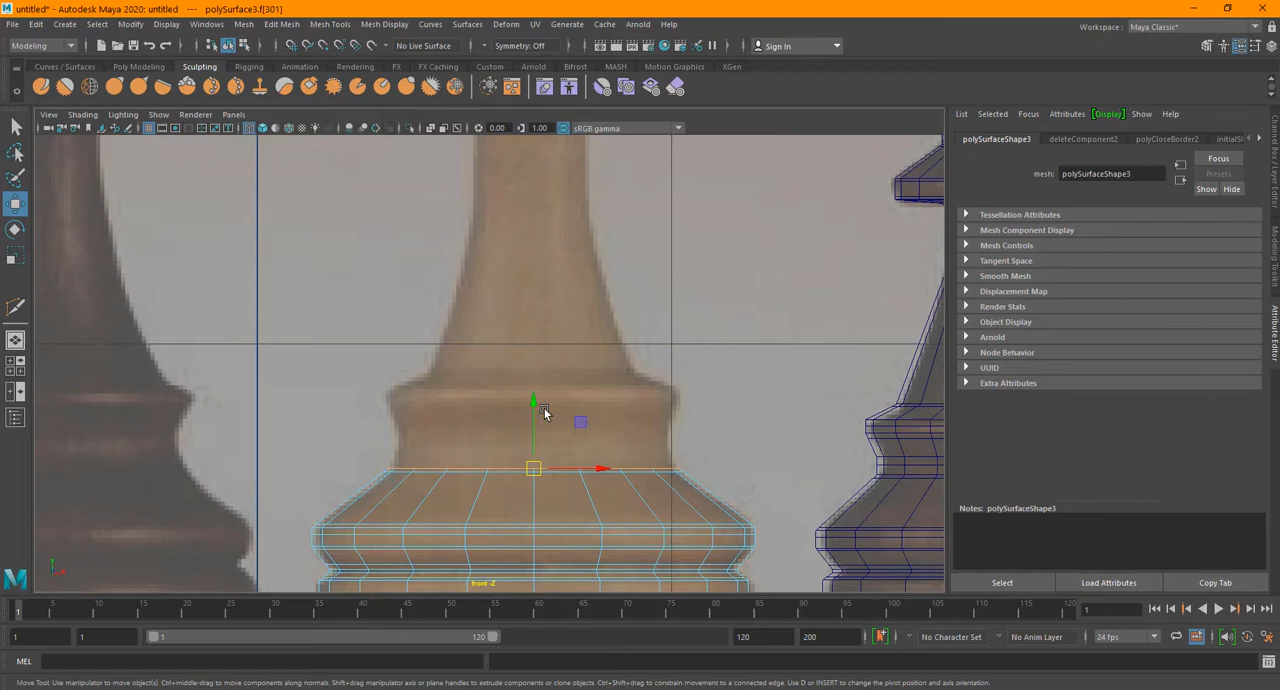 untitled* - Autodesk Maya 2020: untitled --- polySurface3.f[301]
File Edit Create Select Modify Display Windows Mesh Edit Mesh Mesh Tools Mesh Display Curves Surfaces Deform UV Generate Cache Arnold Help
Workspace : Maya Classic*
Modeling
No Live Surface
Symmetry: Off
Sign In
Curves / Surfaces Poly Modeling Sculpting Rigging Animation Rendering FX FX Caching Custom Arnold Bifrost MASH Motion Graphics XGen
View Shading Lighting Show Renderer Panels
0.00 1.00 sRGB gamma
List Selected Focus Attributes Display Show Help
polySurfaceShape3 deleteComponent2 polyCloseBorder2
mesh: polySurfaceShape3
Focus
Presets
Show Hide
Tessellation Attributes
Mesh Component Display
Mesh Controls
Tangent Space
Smooth Mesh
Displacement Map
Render Stats
Object Display
Arnold
Node Behavior
UUID
Extra Attributes
Notes: polySurfaceShape3
Select Load Attributes Copy Tab
Channel Box / Layer Editor
Modeling Toolkit
Attribute Editor
front -Z
1 5 10 15 20 25 30 35 40 45 50 55 60 65 70 75 80 85 90 95 100 105 110 115 120
1
1 1 1 120 120 200 No Character Set No Anim Layer 24 fps
MEL
Move Tool: Use manipulator to move object(s). Ctrl+middle-drag to move components along normals. Shift+drag manipulator axis or plane handles to extrude components or clone objects. Ctrl+Shift+drag to constrain movement to a connected edge. Use D or INSERT to change the pivot position and axis orientation.